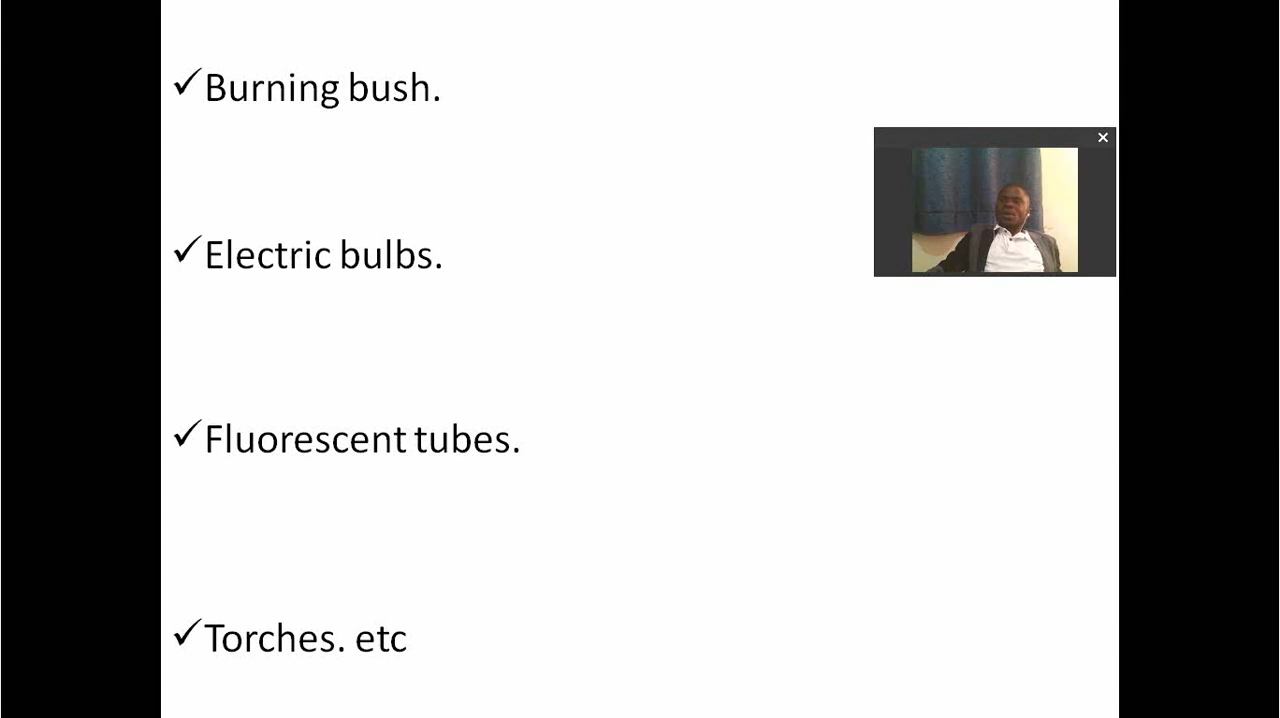 ✓Burning bush.
✓Electric bulbs.
✓Fluorescent tubes.
✓Torches. etc